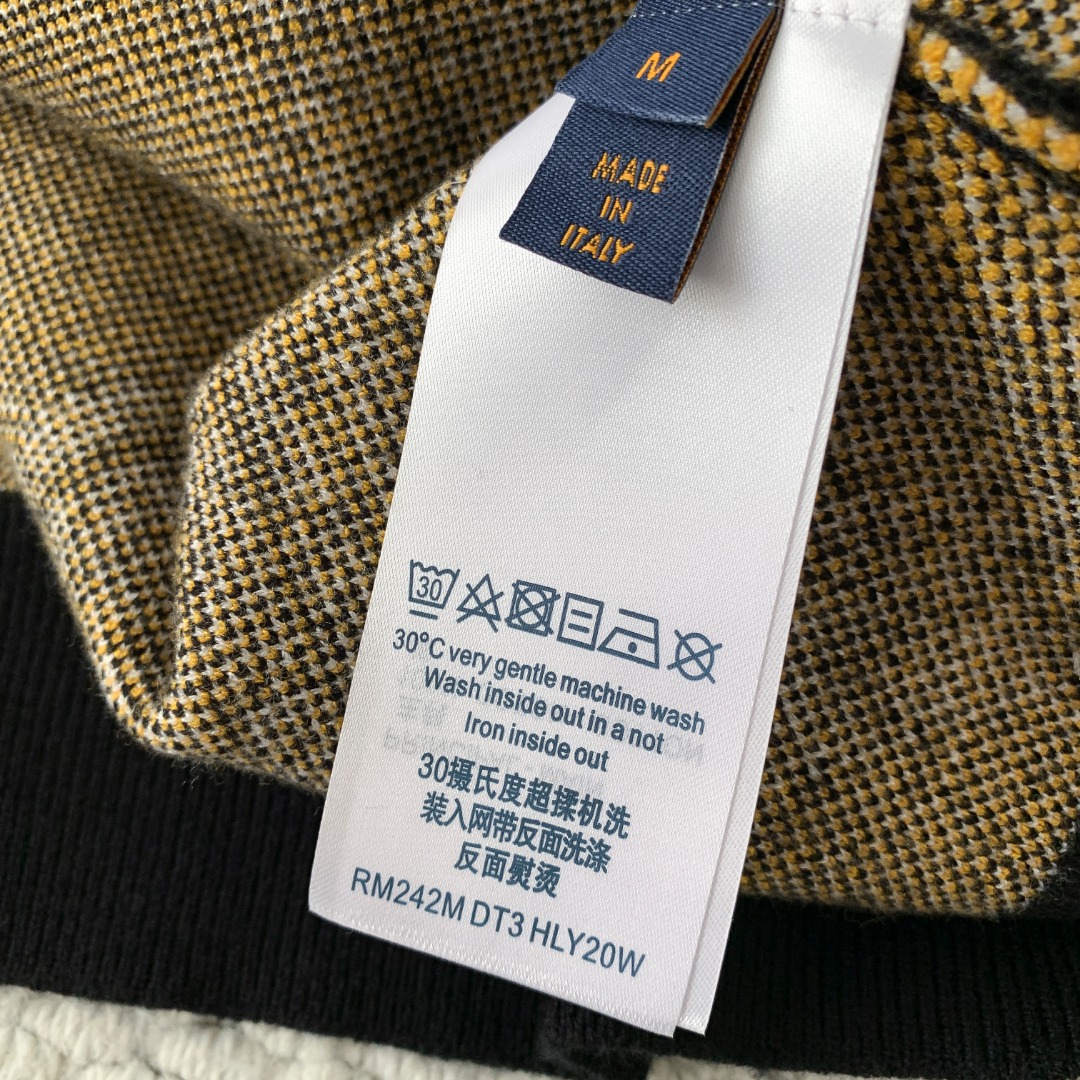 M
MADE
IN
ITALY
30
30°C very gentle machine wash
Wash inside out in a not
Iron inside out
30摄氏度超揉机洗
装入网带反面洗涤
反面熨烫
RM242M DT3 HLY20W